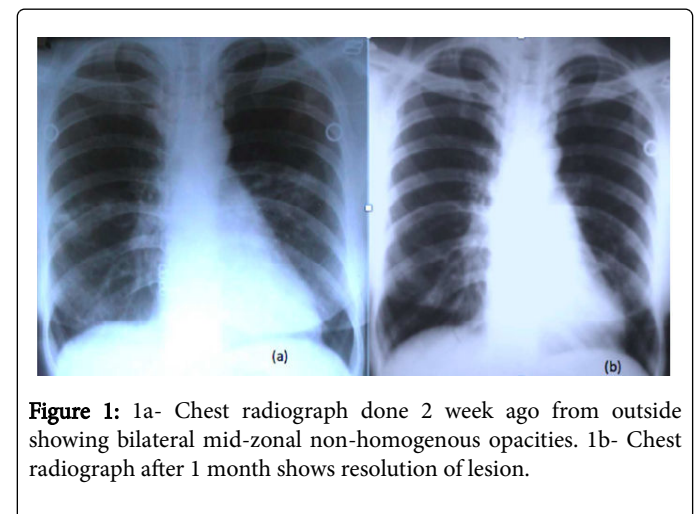 (a)
(b)
Figure 1: 1a- Chest radiograph done 2 week ago from outside
showing bilateral mid-zonal non-homogenous opacities. 1b- Chest
radiograph after 1 month shows resolution of lesion.